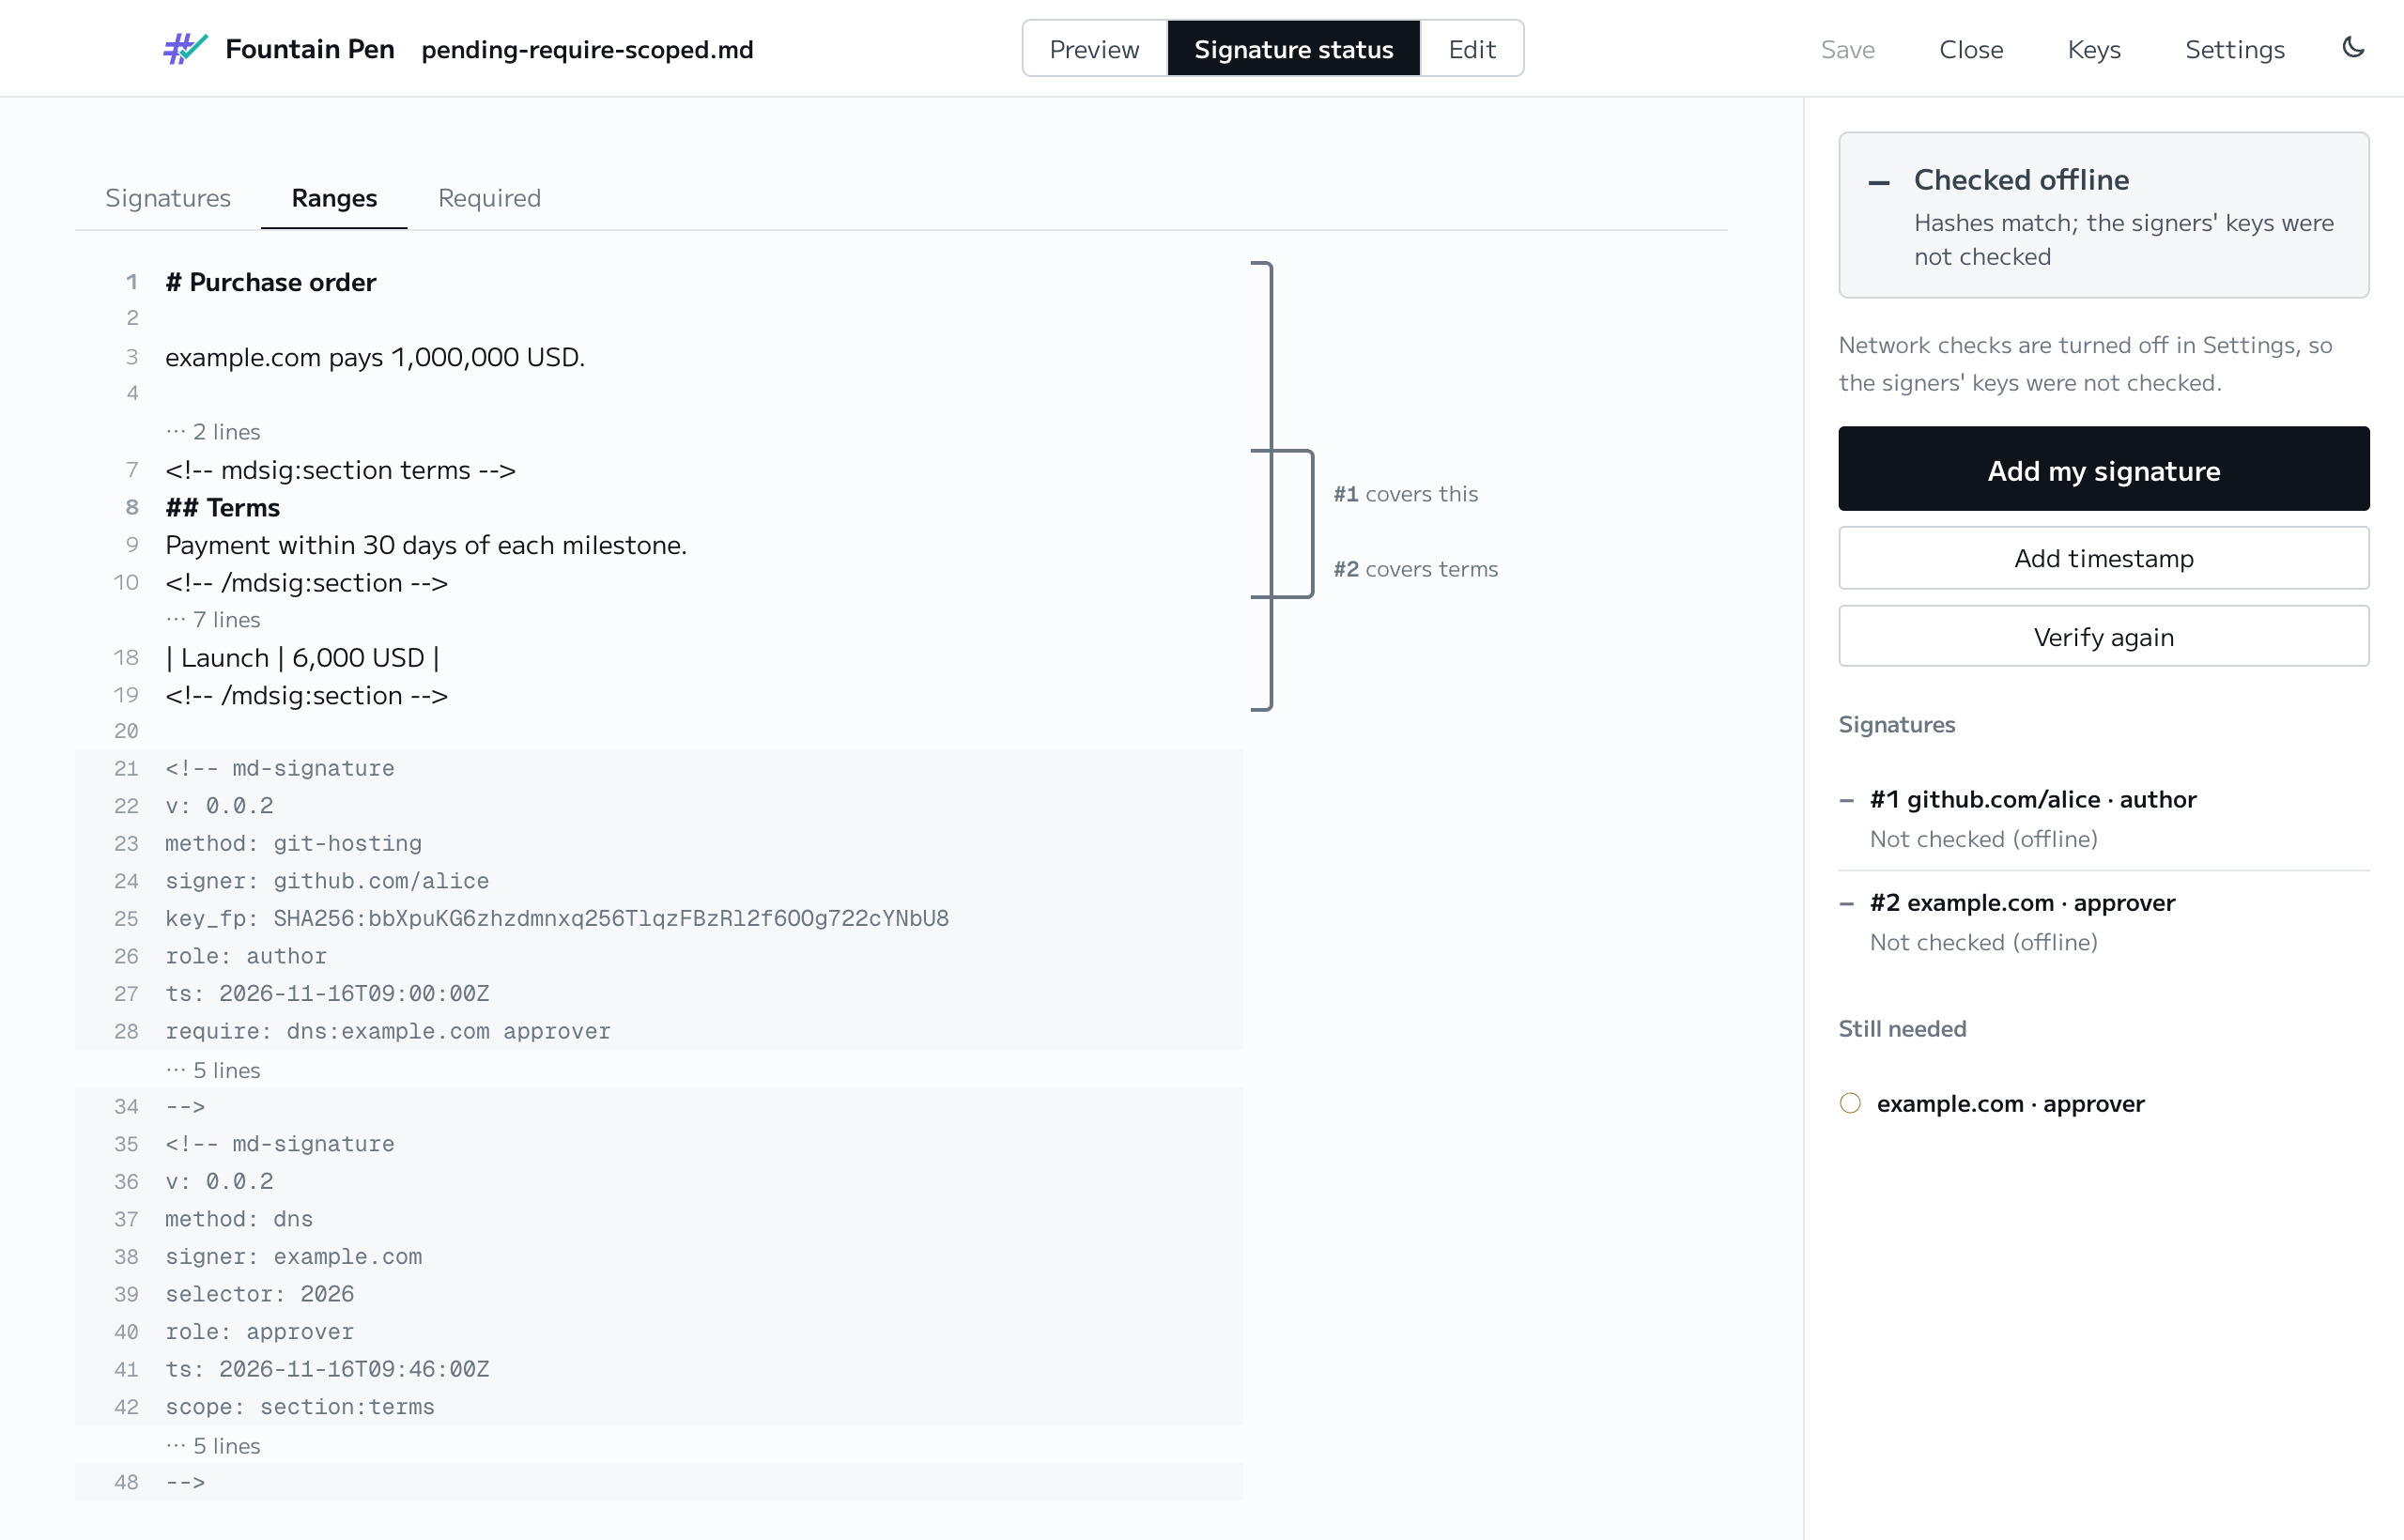 Fountain Pen pending-require-scoped.md Preview Signature status Edit Save Close Keys Settings
Signatures Ranges Required
1 # Purchase order
2
3 example.com pays 1,000,000 USD.
4
··· 2 lines
7 <!-- mdsig:section terms -->
8 ## Terms
9 Payment within 30 days of each milestone.
10 <!-- /mdsig:section -->
··· 7 lines
18 | Launch | 6,000 USD |
19 <!-- /mdsig:section -->
20
#1 covers this
#2 covers terms
21 <!-- md-signature
22 v: 0.0.2
23 method: git-hosting
24 signer: github.com/alice
25 key_fp: SHA256:bbXpuKG6zhzdmnxq256TlqzFBzRl2f6OOg722cYNbU8
26 role: author
27 ts: 2026-11-16T09:00:00Z
28 require: dns:example.com approver
··· 5 lines
34 -->
35 <!-- md-signature
36 v: 0.0.2
37 method: dns
38 signer: example.com
39 selector: 2026
40 role: approver
41 ts: 2026-11-16T09:46:00Z
42 scope: section:terms
··· 5 lines
48 -->
Checked offline
Hashes match; the signers' keys were
not checked
Network checks are turned off in Settings, so
the signers' keys were not checked.
Add my signature
Add timestamp
Verify again
Signatures
#1 github.com/alice · author
Not checked (offline)
#2 example.com · approver
Not checked (offline)
Still needed
example.com · approver